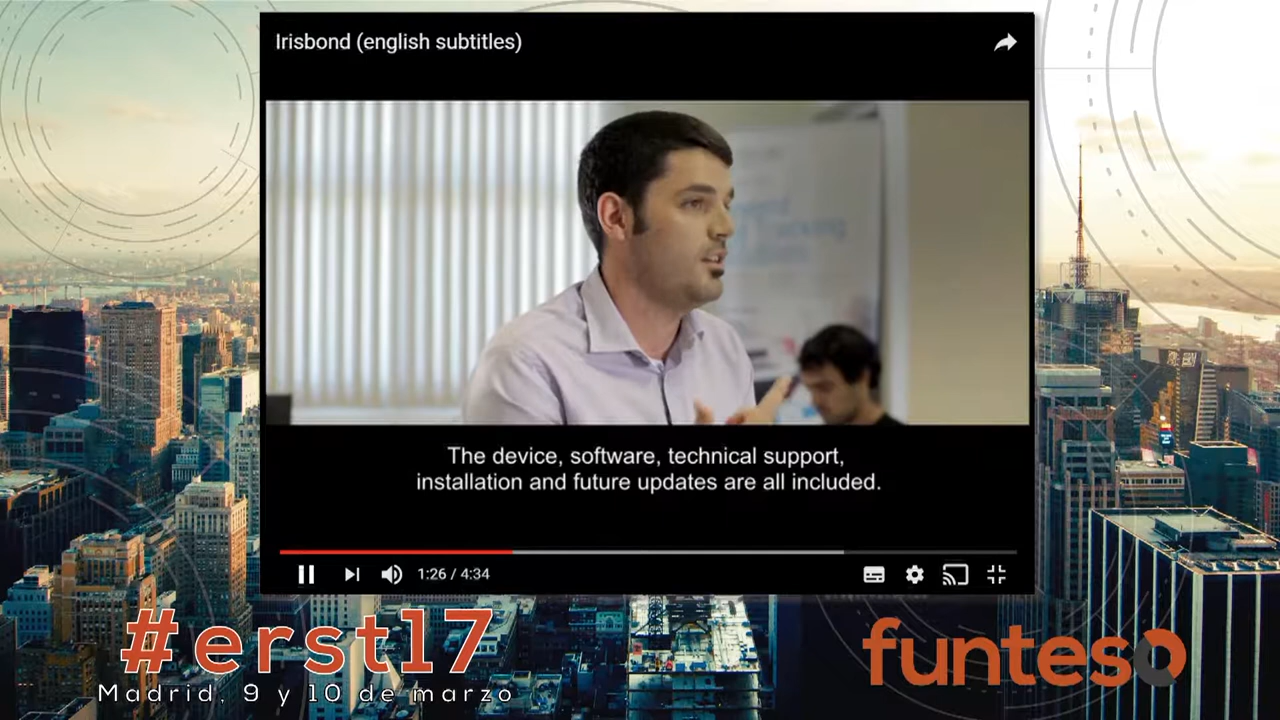 Irisbond (english subtitles)
The device, software, technical support,
installation and future updates are all included.
1:26 / 4:34
#erst17
Madrid, 9 y 10 de marzo
funteso